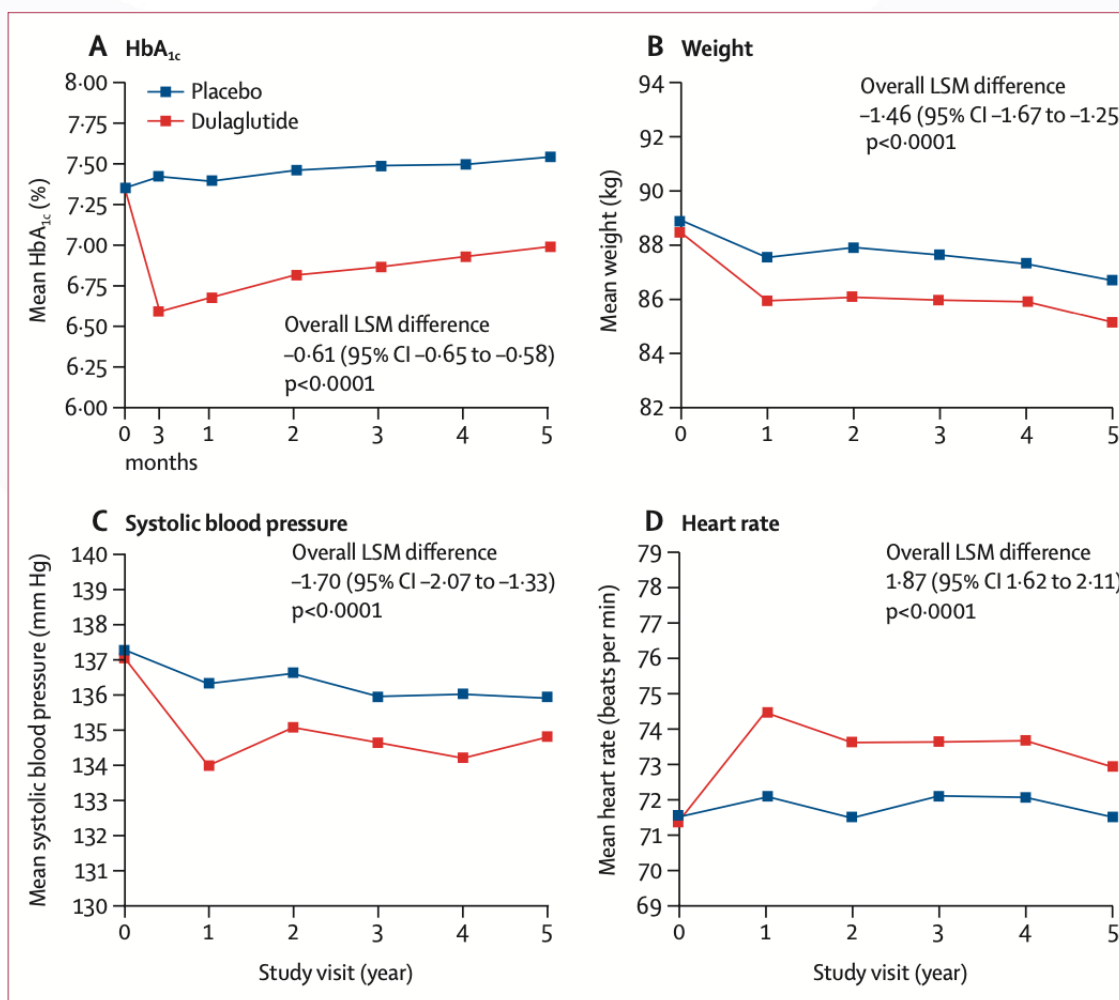 A HbA1c
Placebo
Dulaglutide
8·00
7·75
7·50
7·25
7·00
6·75
6·50
6·25
6·00
Mean HbA1c (%)
Overall LSM difference
–0·61 (95% CI –0·65 to –0·58)
p<0·0001
0 3 1 2 3 4 5
months
B Weight
Overall LSM difference
–1·46 (95% CI –1·67 to –1·25
p<0·0001
94
92
90
88
86
84
82
Mean weight (kg)
0 1 2 3 4 5
C Systolic blood pressure
Overall LSM difference
–1·70 (95% CI –2·07 to –1·33)
p<0·0001
140
139
138
137
136
135
134
133
132
131
130
Mean systolic blood pressure (mm Hg)
0 1 2 3 4 5
Study visit (year)
D Heart rate
Overall LSM difference
1·87 (95% CI 1·62 to 2·11)
p<0·0001
79
78
77
76
75
74
73
72
71
70
69
Mean heart rate (beats per min)
0 1 2 3 4 5
Study visit (year)